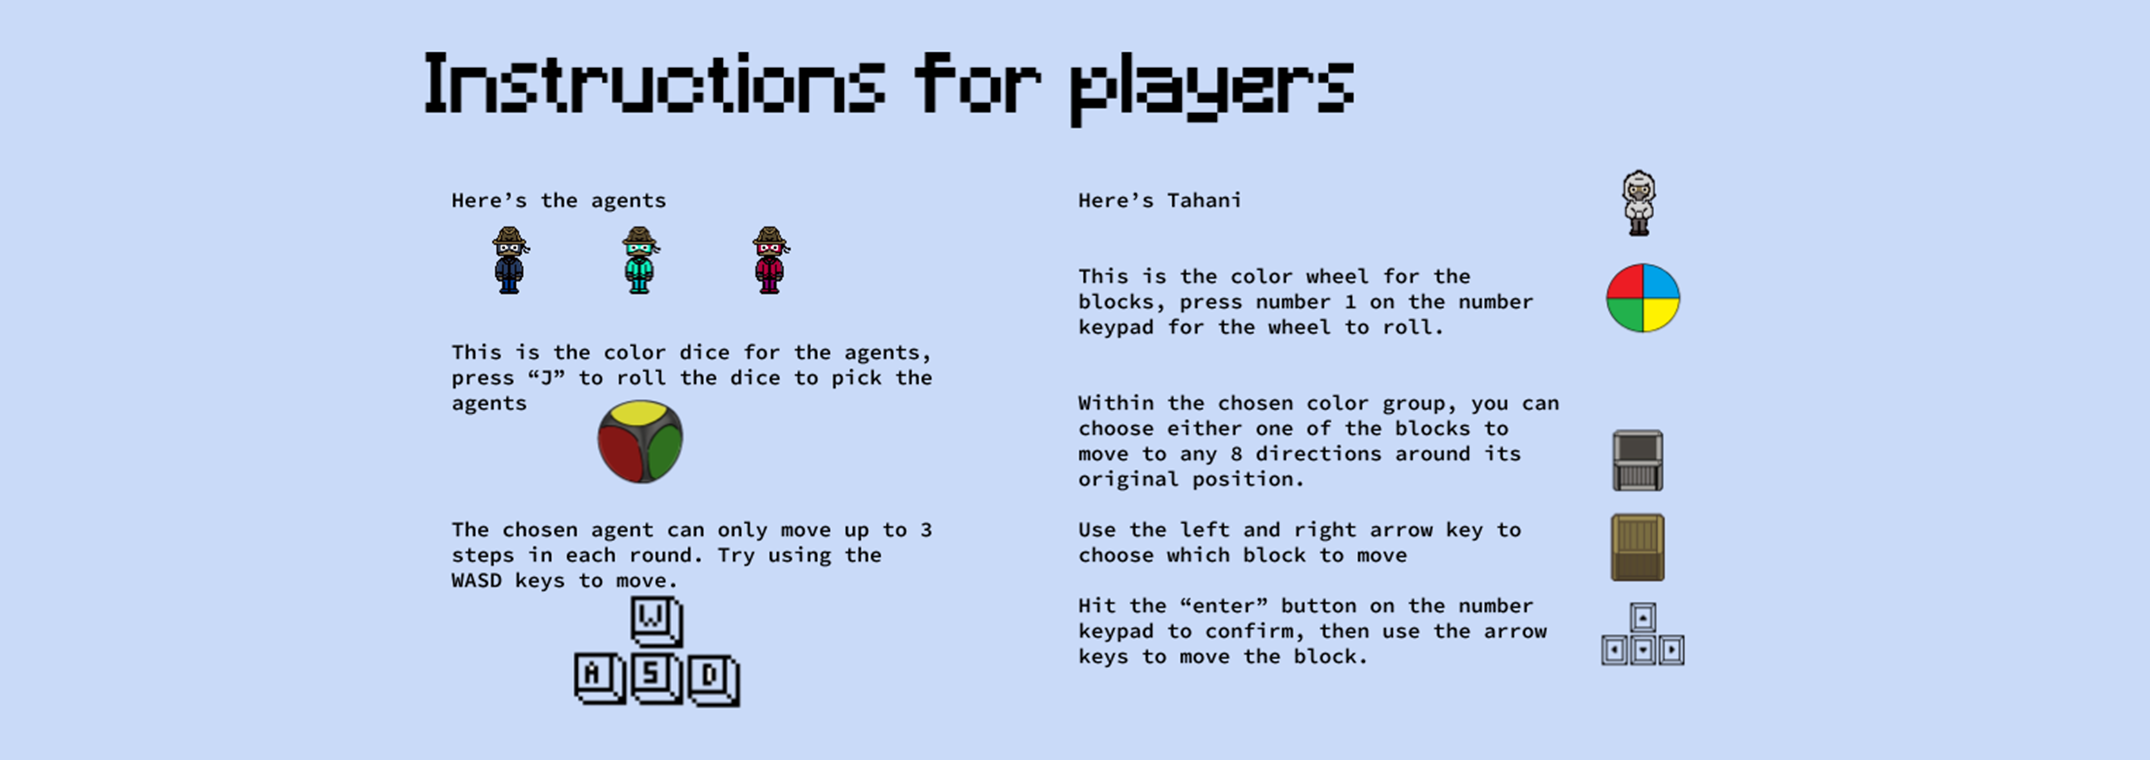 Instructions for players
Here’s the agents
This is the color dice for the agents,
press “J” to roll the dice to pick the
agents
The chosen agent can only move up to 3
steps in each round. Try using the
WASD keys to move.
W
A S D
Here’s Tahani
This is the color wheel for the
blocks, press number 1 on the number
keypad for the wheel to roll.
Within the chosen color group, you can
choose either one of the blocks to
move to any 8 directions around its
original position.
Use the left and right arrow key to
choose which block to move
Hit the “enter” button on the number
keypad to confirm, then use the arrow
keys to move the block.